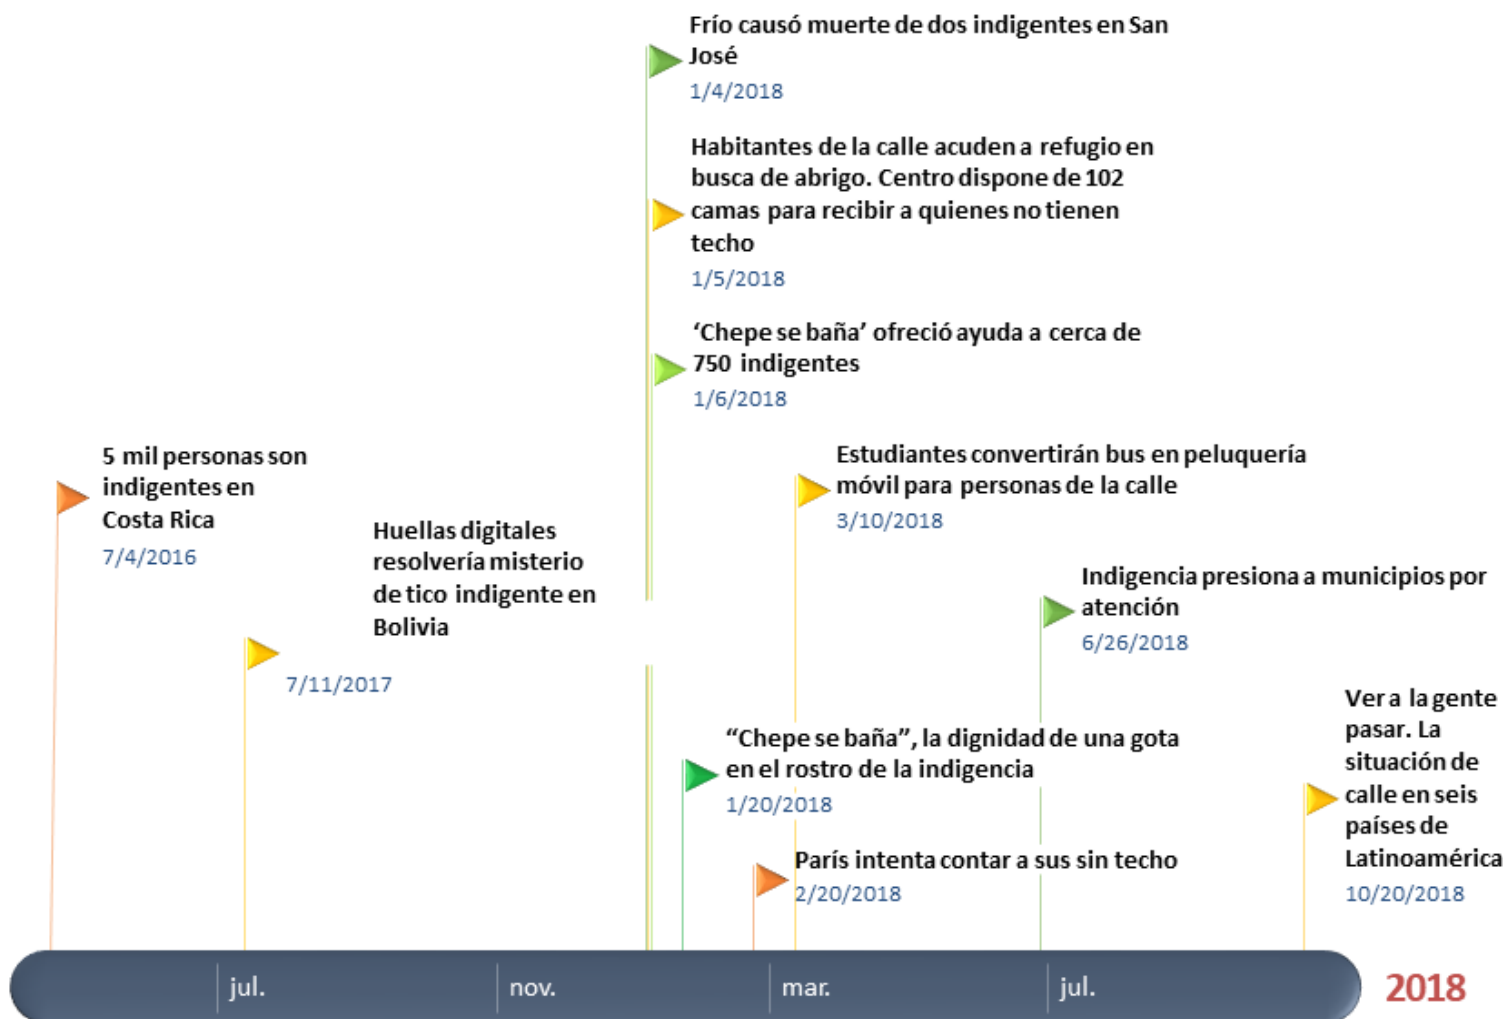 Frío causó muerte de dos indigentes en San
José
1/4/2018
Habitantes de la calle acuden a refugio en
busca de abrigo. Centro dispone de 102
camas para recibir a quienes no tienen
techo
1/5/2018
‘Chepe se baña’ ofreció ayuda a cerca de
750 indigentes
1/6/2018
5 mil personas son
indigentes en
Costa Rica
7/4/2016
Huellas digitales
resolvería misterio
de tico indigente en
Bolivia
7/11/2017
Estudiantes convertirán bus en peluquería
móvil para personas de la calle
3/10/2018
Indigencia presiona a municipios por
atención
6/26/2018
“Chepe se baña”, la dignidad de una gota
en el rostro de la indigencia
1/20/2018
París intenta contar a sus sin techo
2/20/2018
Ver a la gente
pasar. La
situación de
calle en seis
países de
Latinoamérica
10/20/2018
jul.
nov.
mar.
jul.
2018